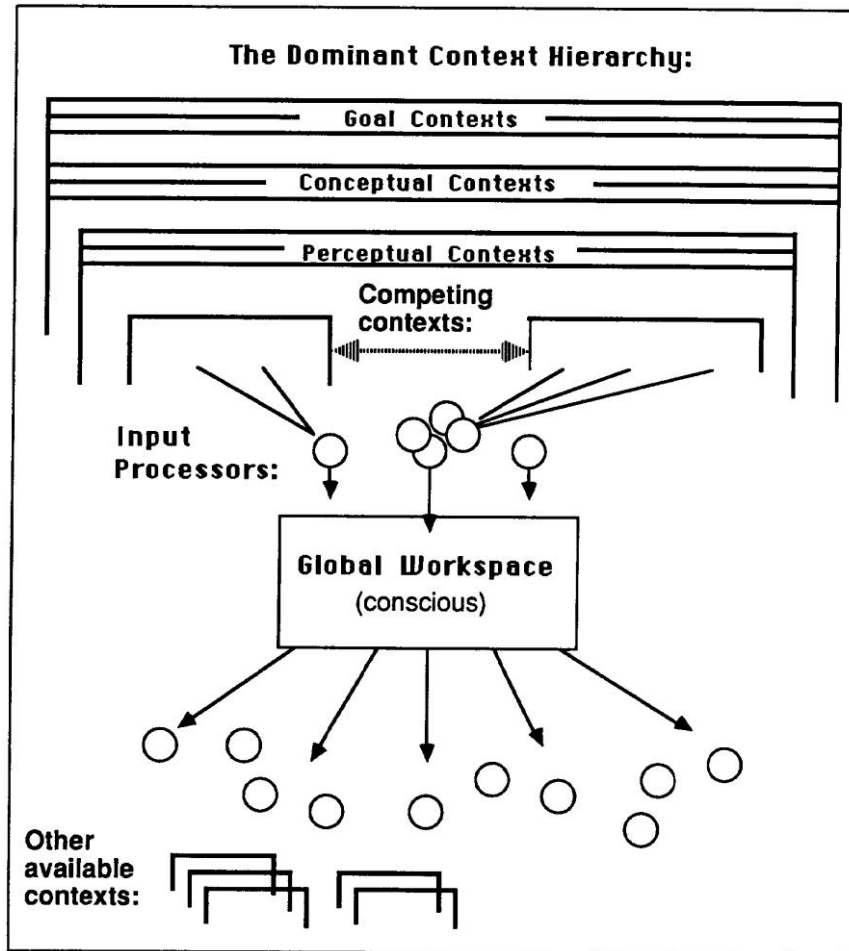 The Dominant Context Hierarchy:
Goal Contexts
Conceptual Contexts
Perceptual Contexts
Competing
contexts:
Input
Processors:
Global Workspace
(conscious)
Other
available
contexts: